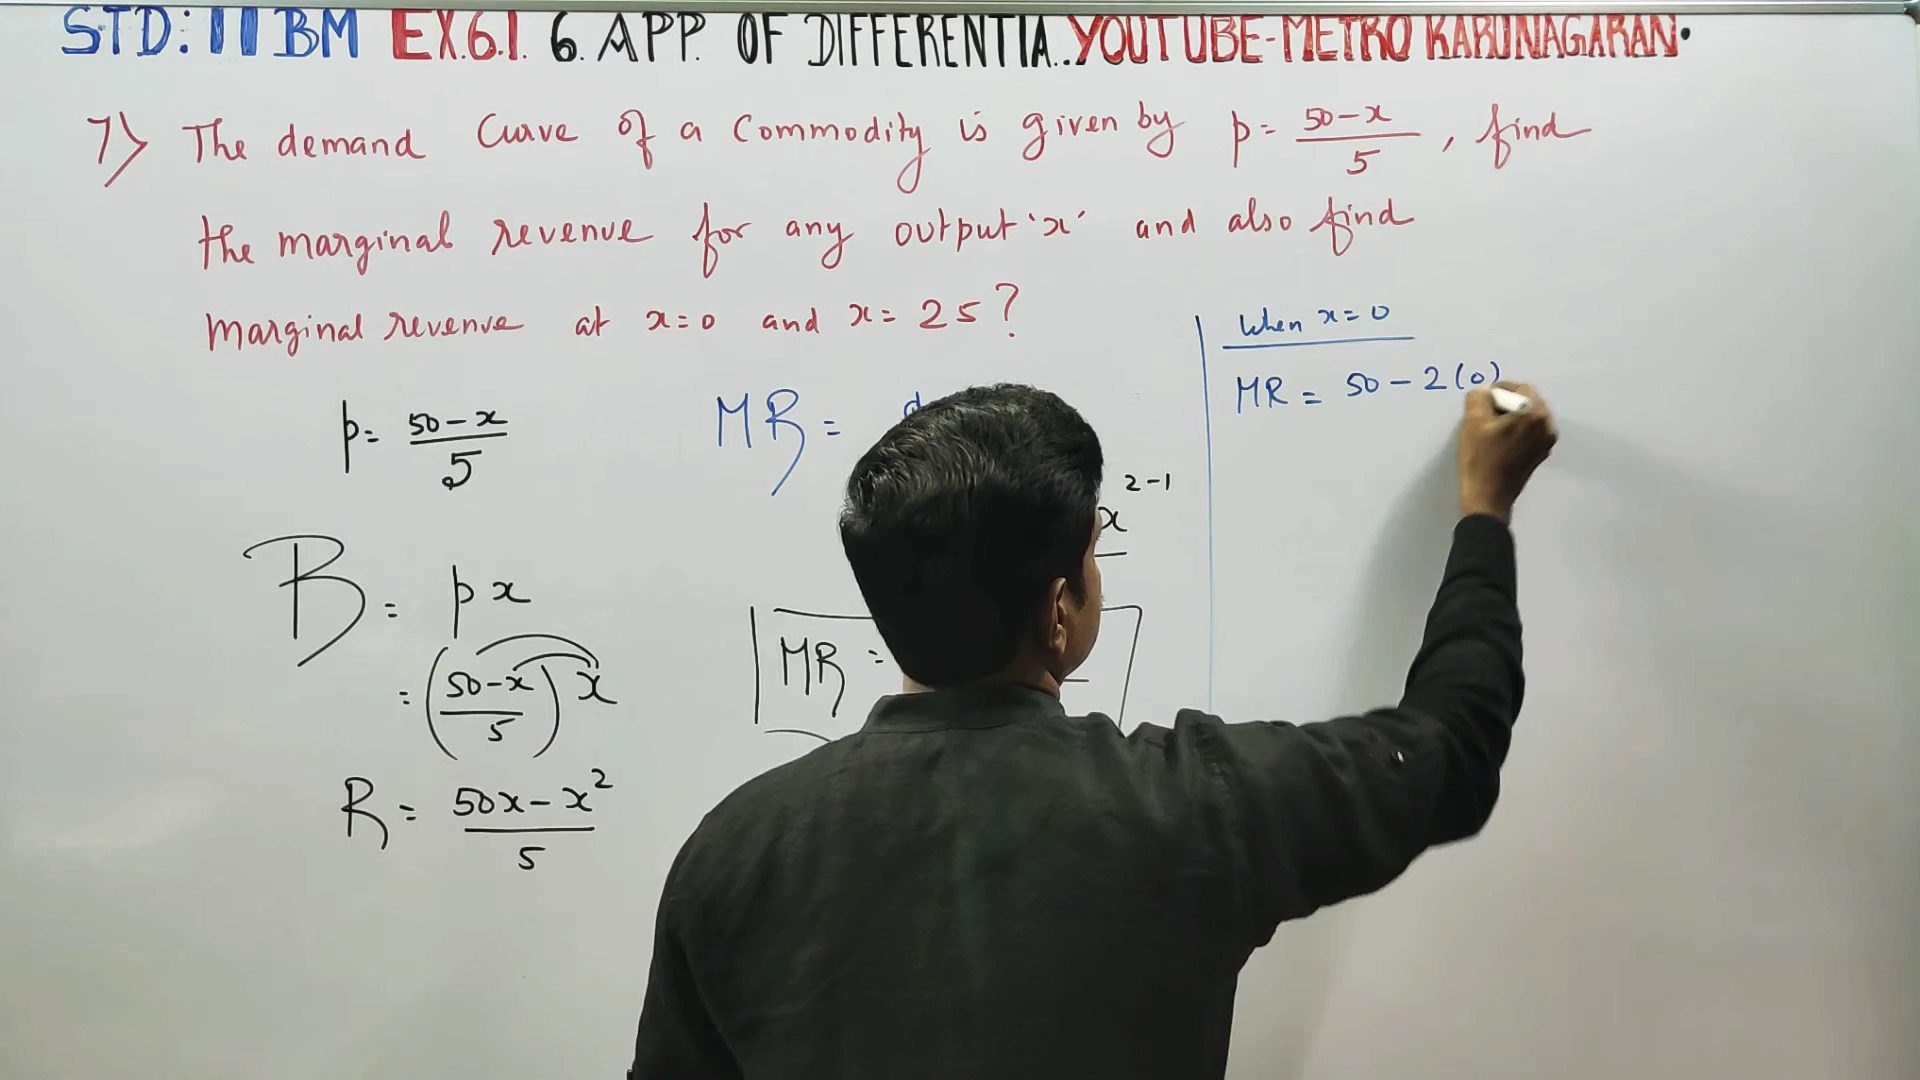 STD: 11 BM EX.6.1. 6. APP. OF DIFFERENTIA.. YOUTUBE-METRO KARUNAGARAN.
7) The demand Curve of a Commodity is given by p = (50-x)/5, find
the marginal revenue for any output 'x' and also find
marginal revenue at x=0 and x= 25?
p = (50-x)/5
R = px
= ((50-x)/5) x
R = (50x-x²)/5
MR =
x^(2-1)
MR =
When x=0
MR = 50-2(0)